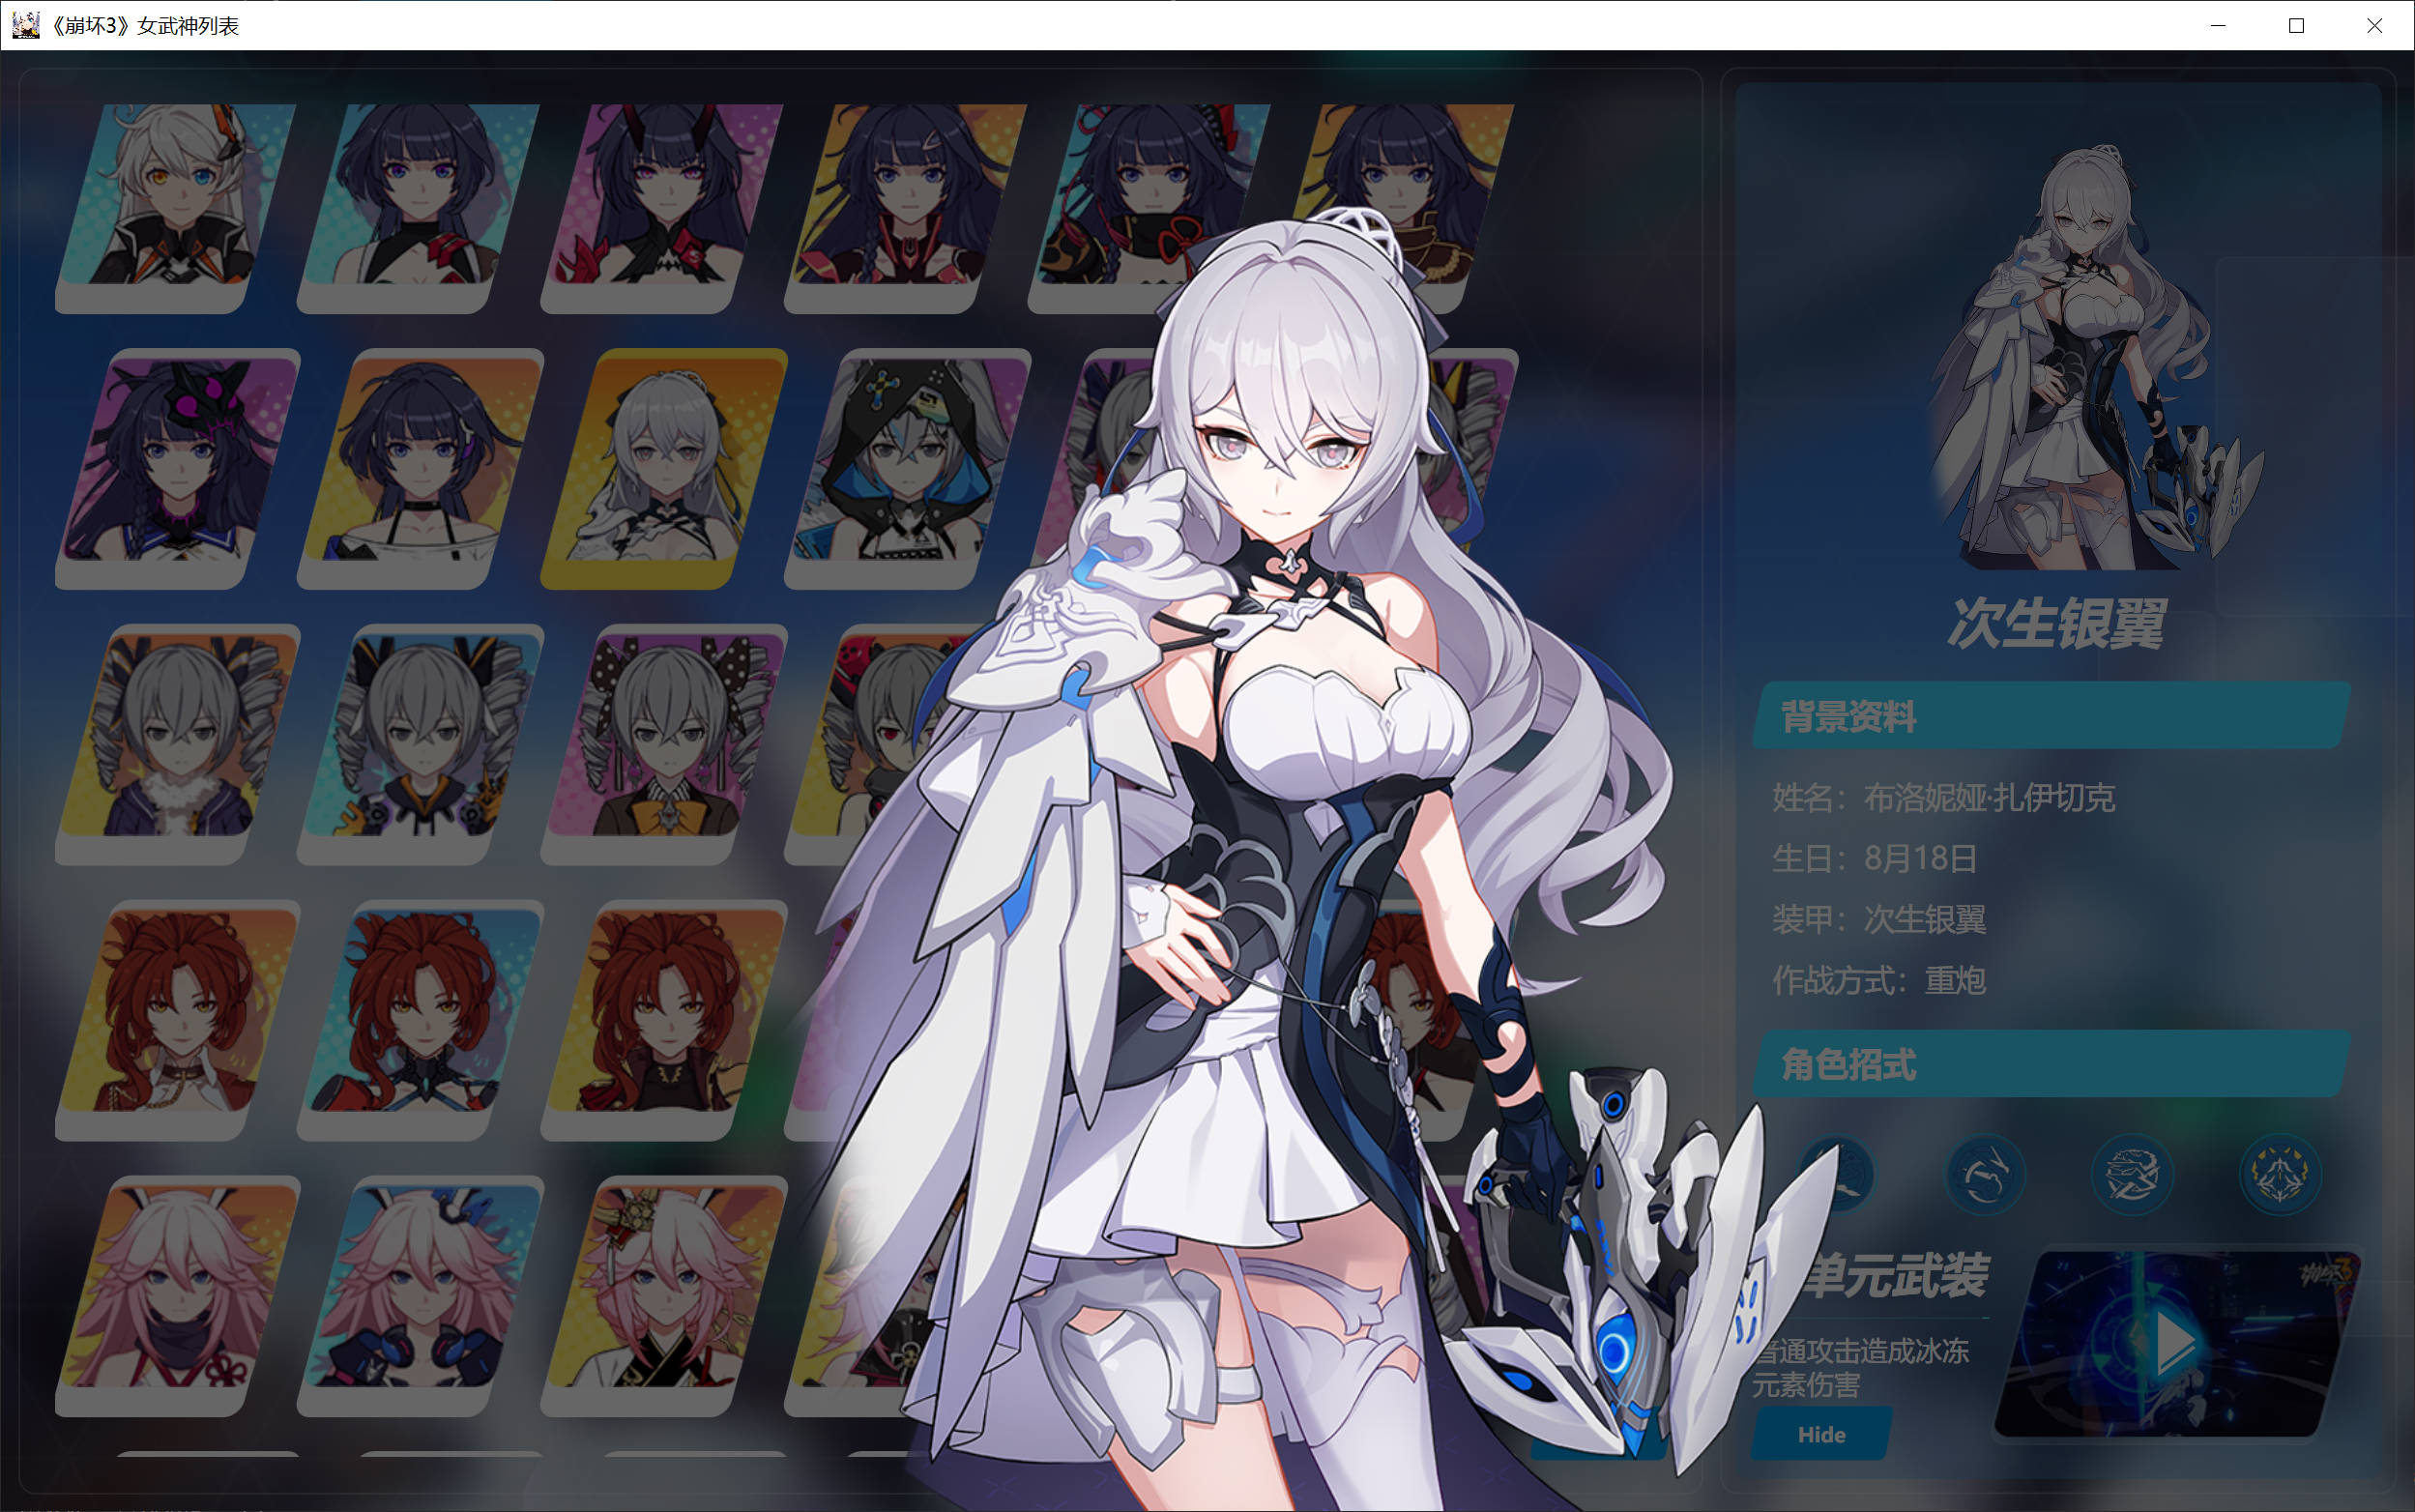 《崩坏3》女武神列表
次生银翼
背景资料
姓名：布洛妮娅·扎伊切克
生日：8月18日
装甲：次生银翼
作战方式：重炮
角色招式
单元武装
崩坏3
普通攻击造成冰冻
元素伤害
Hide